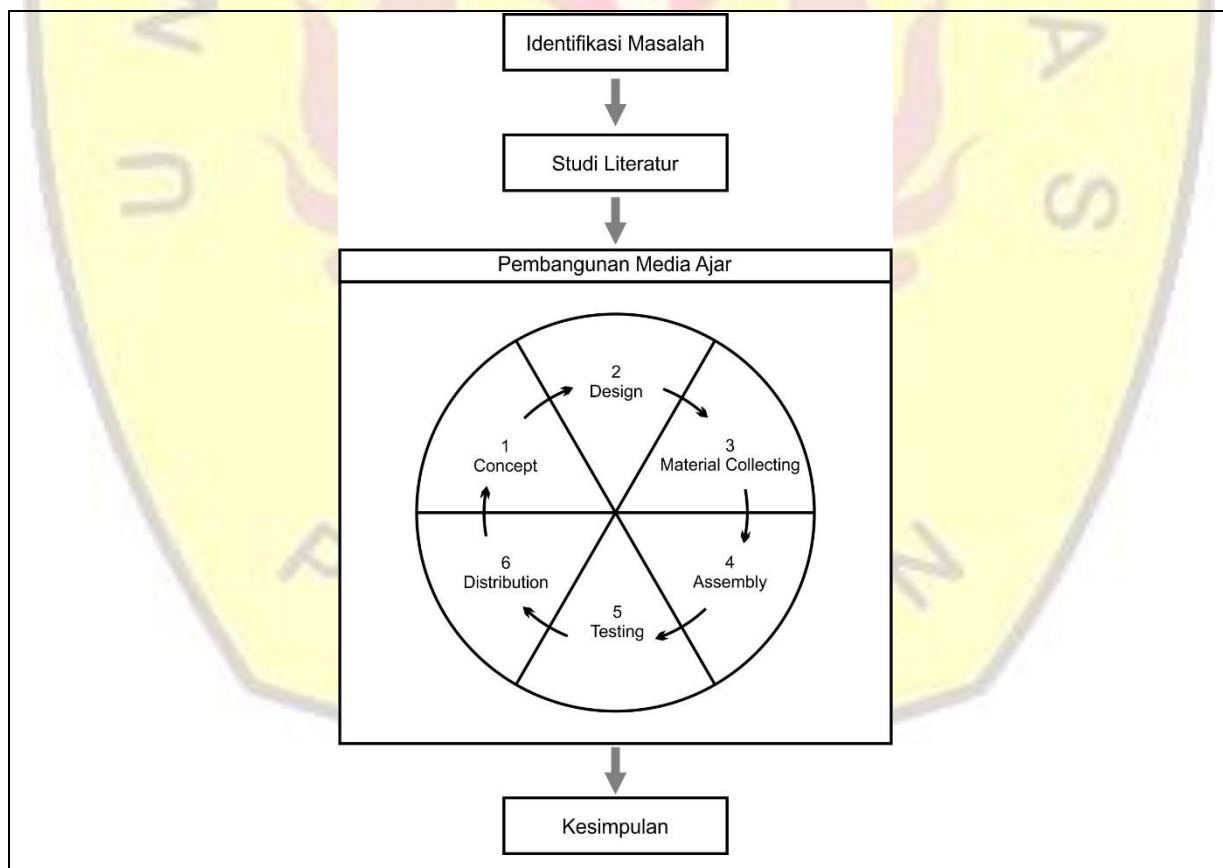 Identifikasi Masalah
Studi Literatur
Pembangunan Media Ajar
2
Design
1
Concept
3
Material Collecting
6
Distribution
4
Assembly
5
Testing
Kesimpulan